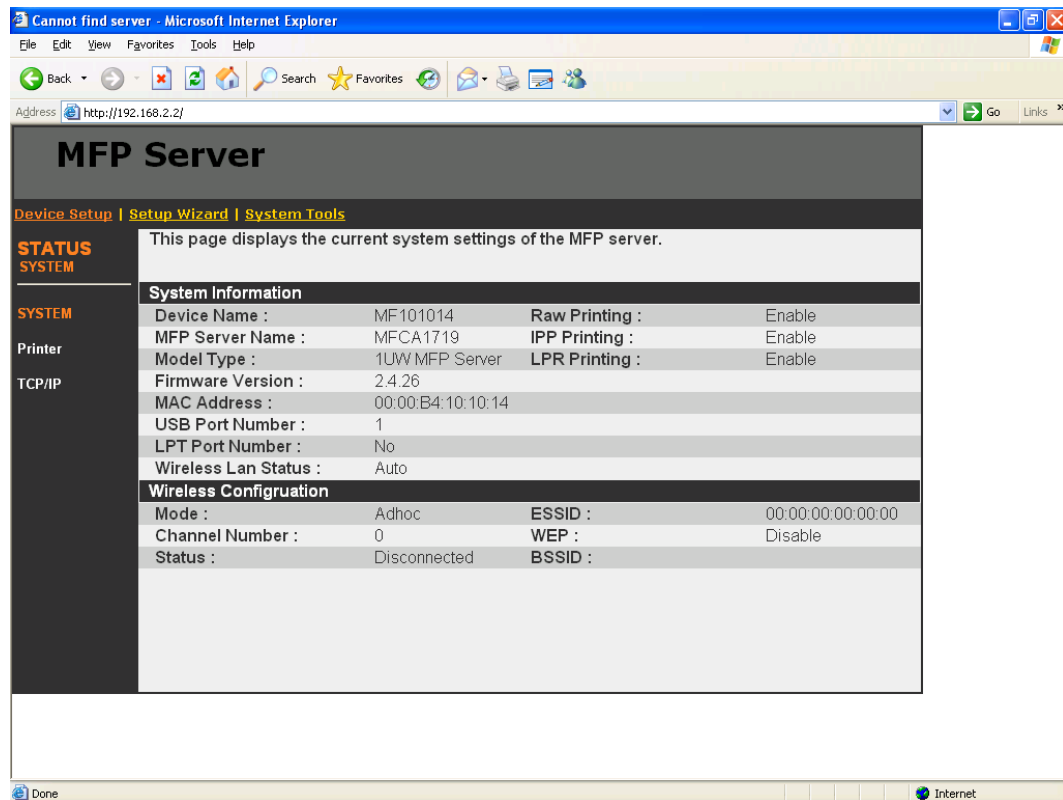 Cannot find server - Microsoft Internet Explorer
File Edit View Favorites Tools Help
Back Search Favorites
Address http://192.168.2.2/ Go Links »
MFP Server
Device Setup | Setup Wizard | System Tools
STATUS
SYSTEM
SYSTEM
Printer
TCP/IP
This page displays the current system settings of the MFP server.
System Information
Device Name : MF101014 Raw Printing : Enable
MFP Server Name : MFCA1719 IPP Printing : Enable
Model Type : 1UW MFP Server LPR Printing : Enable
Firmware Version : 2.4.26
MAC Address : 00:00:B4:10:10:14
USB Port Number : 1
LPT Port Number : No
Wireless Lan Status : Auto
Wireless Configruation
Mode : Adhoc ESSID : 00:00:00:00:00:00
Channel Number : 0 WEP : Disable
Status : Disconnected BSSID :
Done Internet